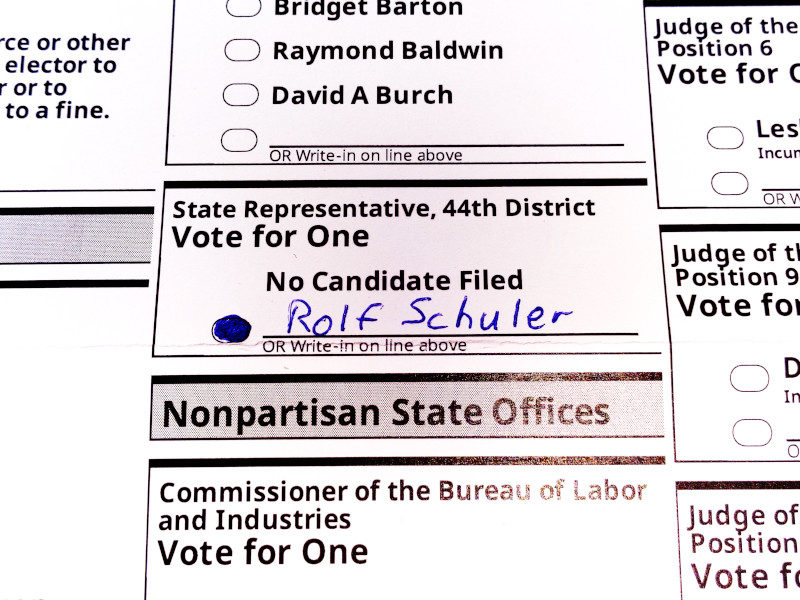 rce or other
elector to
r or to
to a fine.
Bridget Barton
Raymond Baldwin
David A Burch
OR Write-in on line above
State Representative, 44th District
Vote for One
No Candidate Filed
Rolf Schuler
OR Write-in on line above
Nonpartisan State Offices
Commissioner of the Bureau of Labor
and Industries
Vote for One
Judge of the
Position 6
Vote for O
Les
Incum
OR W
Judge of th
Position 9
Vote for
D
In
O
Judge of
Position
Vote fo